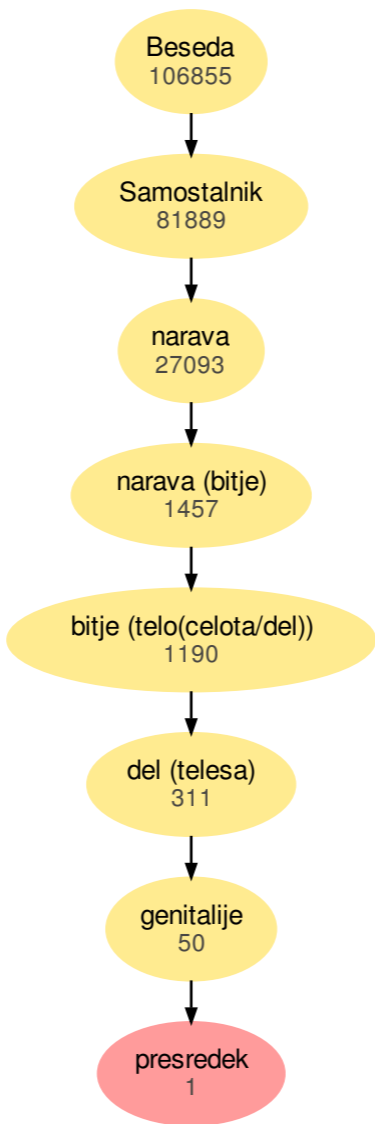 Beseda
106855
Samostalnik
81889
narava
27093
narava (bitje)
1457
bitje (telo(celota/del))
1190
del (telesa)
311
genitalije
50
presredek
1